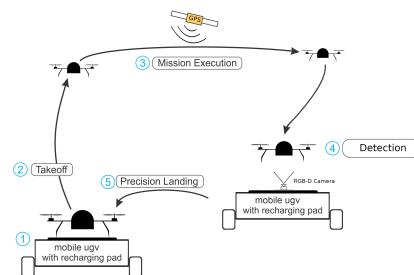 GPS
3 Mission Execution
2 Takeoff
4 Detection
5 Precision Landing
RGB-D Camera
mobile ugv
with recharging pad
1
mobile ugv
with recharging pad